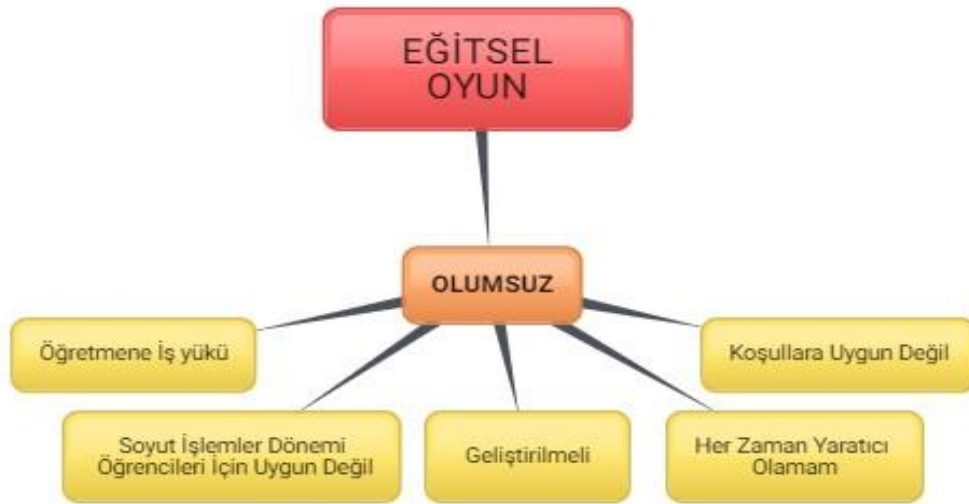 EĞİTSEL
OYUN
OLUMSUZ
Öğretmene İş yükü
Koşullara Uygun Değil
Soyut İşlemler Dönemi
Öğrencileri İçin Uygun Değil
Geliştirilmeli
Her Zaman Yaratıcı
Olamam